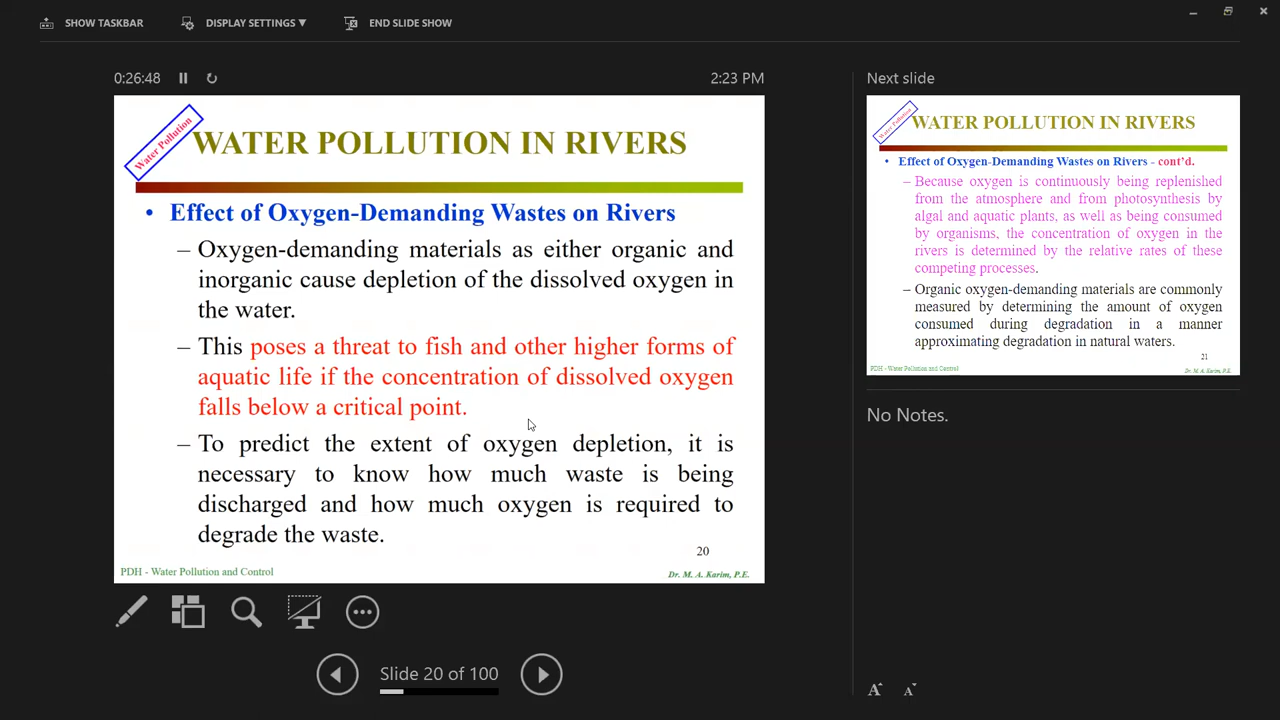 SHOW TASKBAR
DISPLAY SETTINGS ▼
END SLIDE SHOW
0:26:48
2:23 PM
Water Pollution
WATER POLLUTION IN RIVERS
• Effect of Oxygen-Demanding Wastes on Rivers
– Oxygen-demanding materials as either organic and
inorganic cause depletion of the dissolved oxygen in
the water.
– This poses a threat to fish and other higher forms of
aquatic life if the concentration of dissolved oxygen
falls below a critical point.
– To predict the extent of oxygen depletion, it is
necessary to know how much waste is being
discharged and how much oxygen is required to
degrade the waste.
20
PDH - Water Pollution and Control
Dr. M. A. Karim, P.E.
Slide 20 of 100
Next slide
Water Pollution
WATER POLLUTION IN RIVERS
• Effect of Oxygen-Demanding Wastes on Rivers - cont'd.
– Because oxygen is continuously being replenished
from the atmosphere and from photosynthesis by
algal and aquatic plants, as well as being consumed
by organisms, the concentration of oxygen in the
rivers is determined by the relative rates of these
competing processes.
– Organic oxygen-demanding materials are commonly
measured by determining the amount of oxygen
consumed during degradation in a manner
approximating degradation in natural waters.
21
PDH - Water Pollution and Control
Dr. M. A. Karim, P.E.
No Notes.
A A